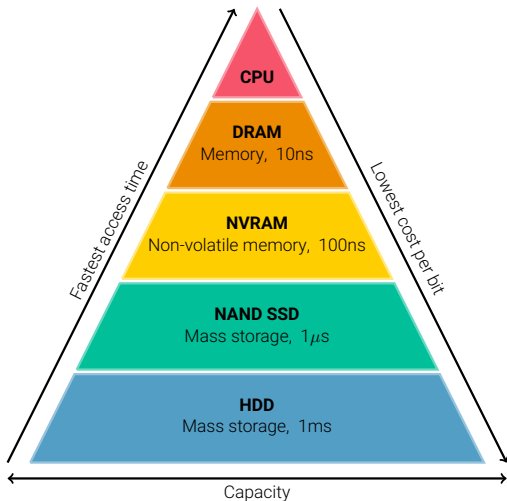 CPU
DRAM
Memory, 10ns
NVRAM
Non-volatile memory, 100ns
NAND SSD
Mass storage, 1μs
HDD
Mass storage, 1ms
Fastest access time
Lowest cost per bit
Capacity